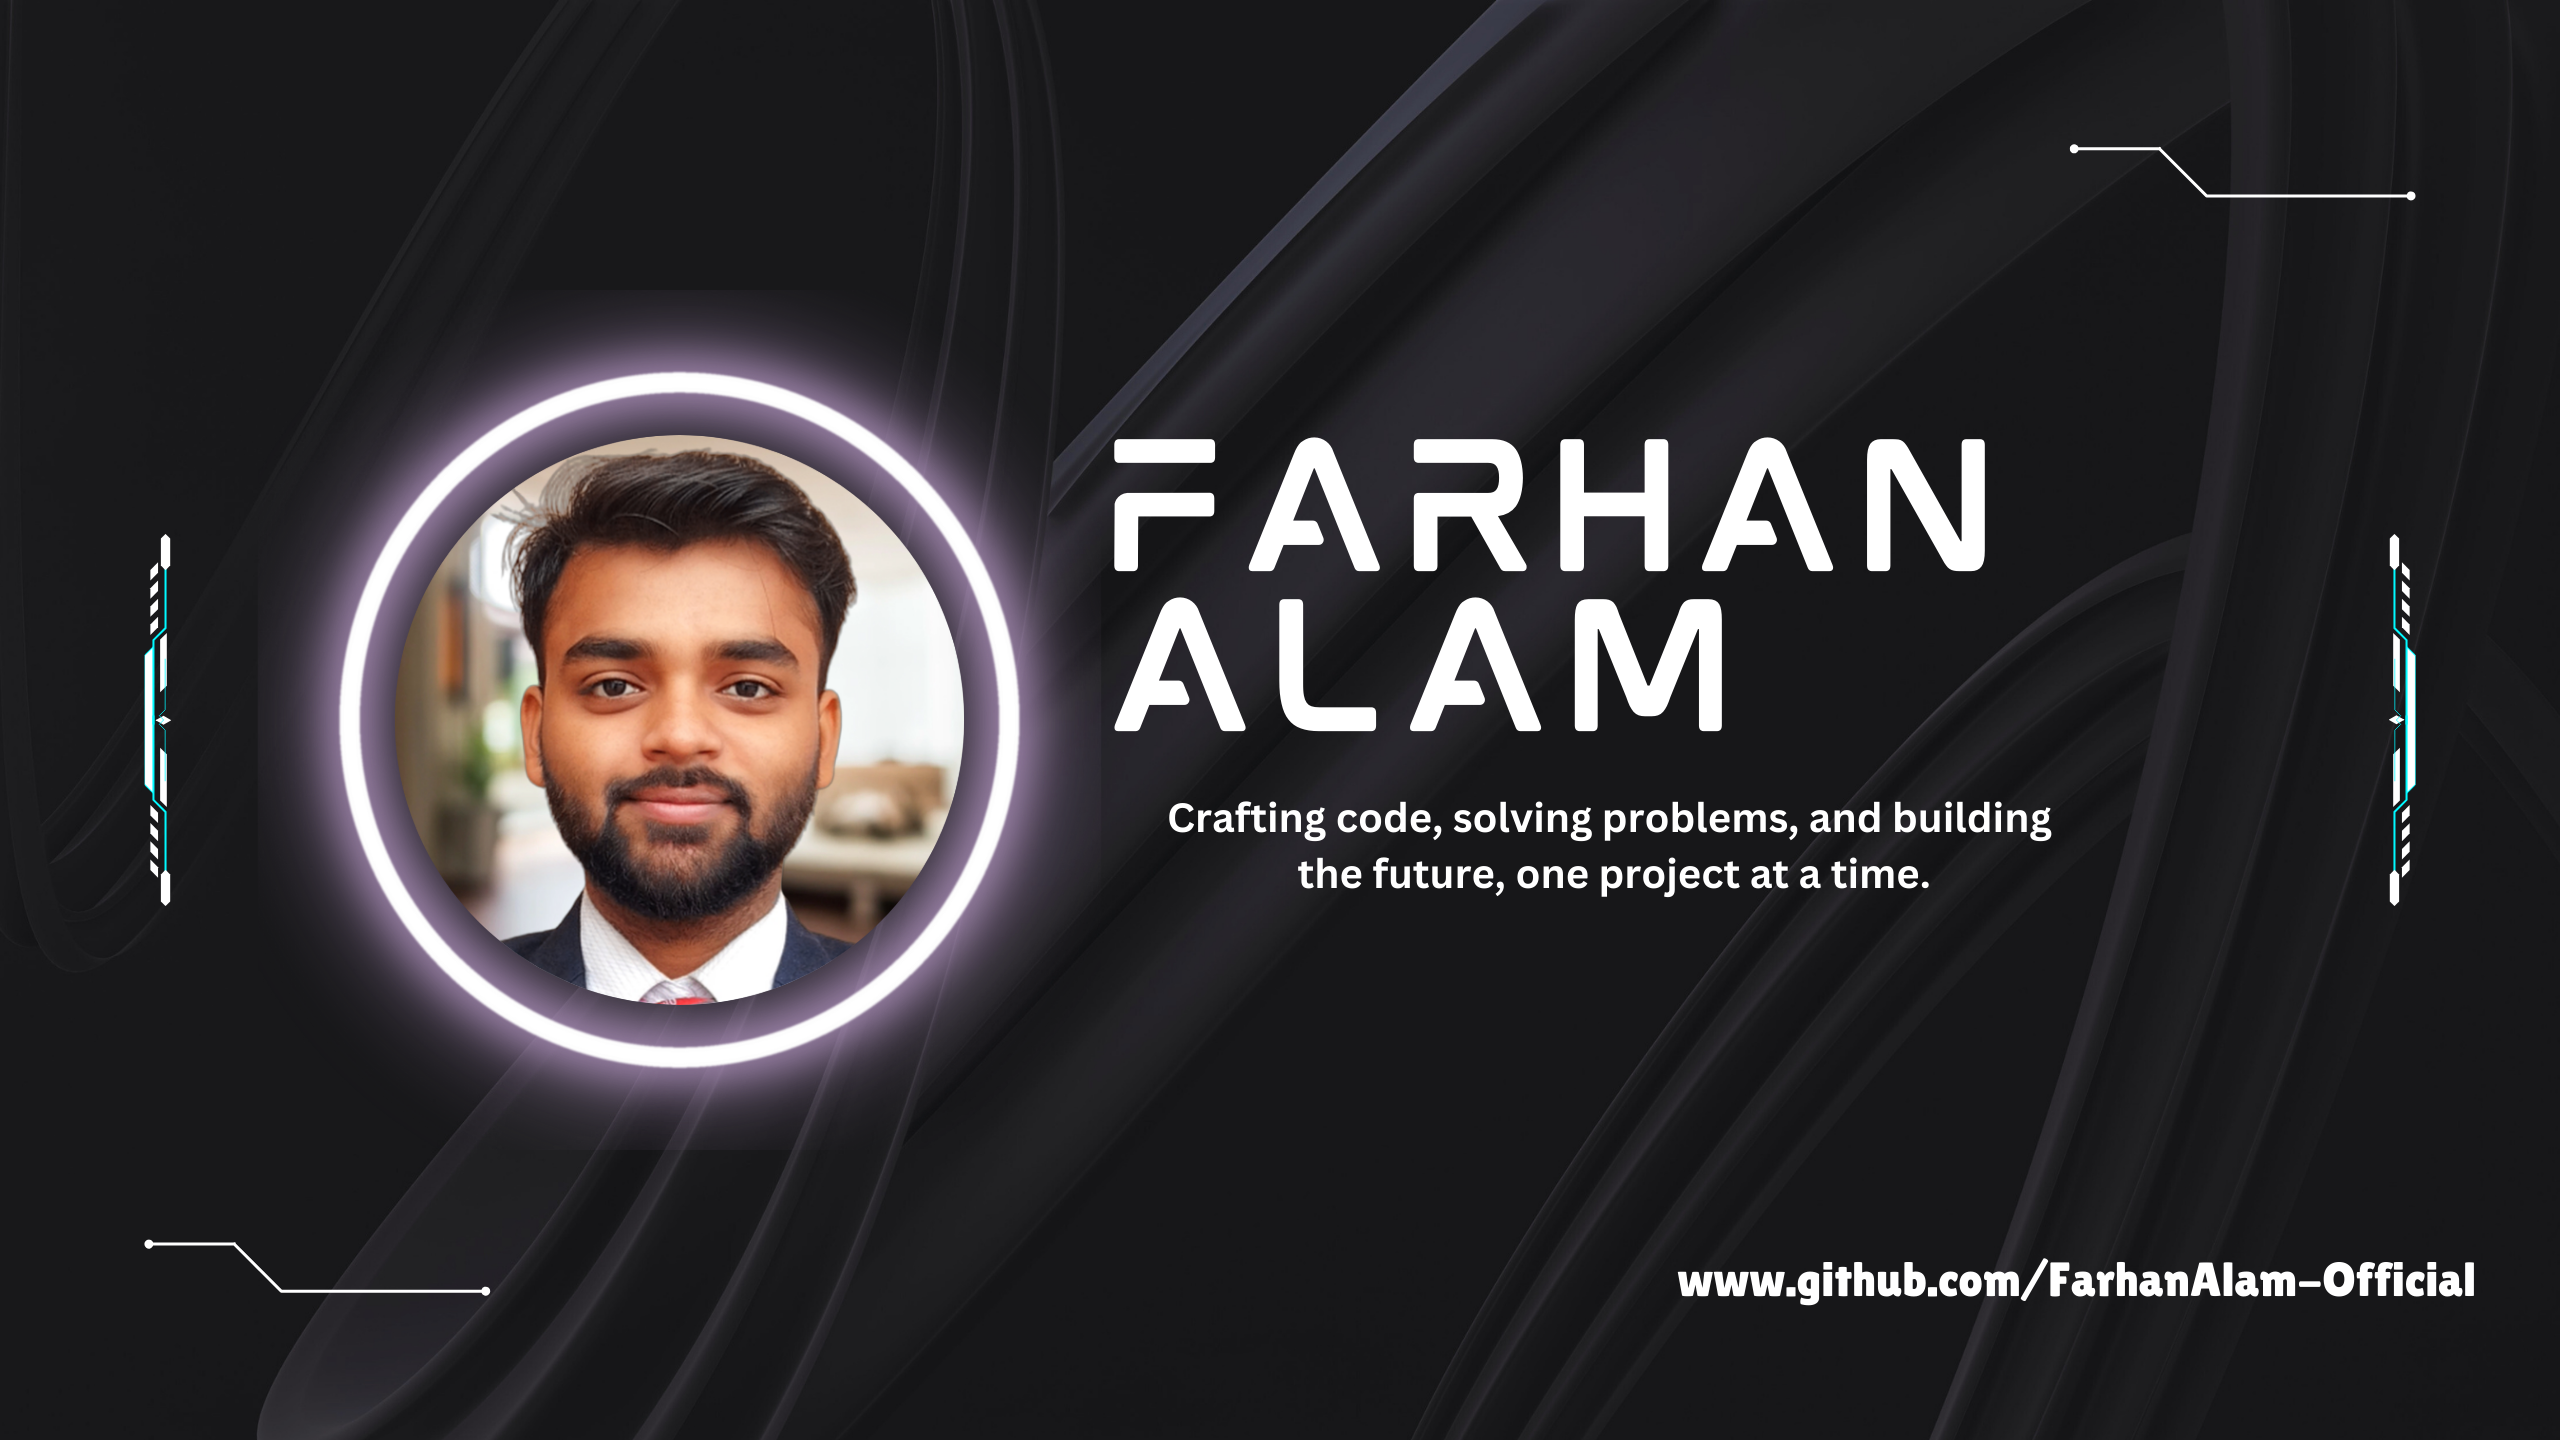 FARHAN
ALAM
Crafting code, solving problems, and building
the future, one project at a time.
www.github.com/FarhanAlam-Official